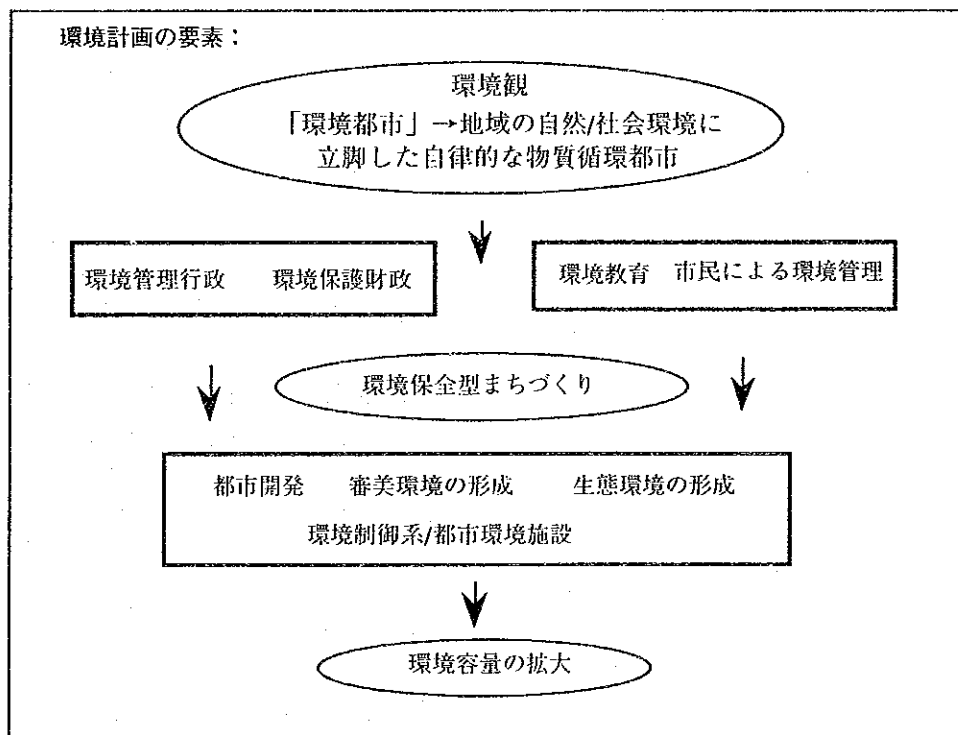 環境計画の要素：
環境観
「環境都市」→地域の自然/社会環境に
立脚した自律的な物質循環都市
環境管理行政 環境保護財政
環境教育 市民による環境管理
環境保全型まちづくり
都市開発 審美環境の形成 生態環境の形成
環境制御系/都市環境施設
環境容量の拡大